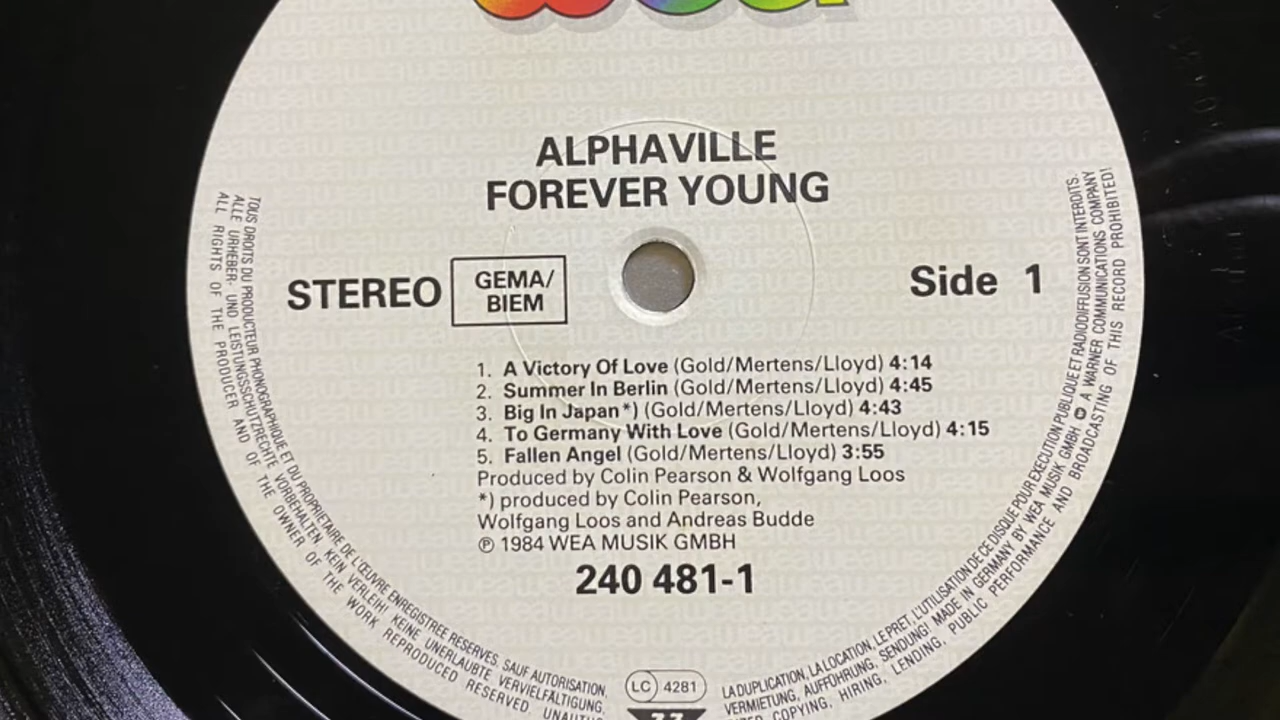 ALPHAVILLE
FOREVER YOUNG
STEREO
GEMA/
BIEM
Side 1
1. A Victory Of Love (Gold/Mertens/Lloyd) 4:14
2. Summer In Berlin (Gold/Mertens/Lloyd) 4:45
3. Big In Japan*) (Gold/Mertens/Lloyd) 4:43
4. To Germany With Love (Gold/Mertens/Lloyd) 4:15
5. Fallen Angel (Gold/Mertens/Lloyd) 3:55
Produced by Colin Pearson & Wolfgang Loos
*) produced by Colin Pearson,
Wolfgang Loos and Andreas Budde
℗ 1984 WEA MUSIK GMBH
240 481-1
LC 4281
TOUS DROITS DU PRODUCTEUR PHONOGRAPHIQUE ET DU PROPRIETAIRE DE L'ŒUVRE ENREGISTREE RESERVES. SAUF AUTORISATION,
LA DUPLICATION, LA LOCATION, LE PRET, L'UTILISATION DE CE DISQUE POUR EXECUTION PUBLIQUE ET RADIODIFFUSION SONT INTERDITS.
ALLE URHEBER- UND LEISTUNGSSCHUTZRECHTE VORBEHALTEN. KEIN VERLEIH! KEINE UNERLAUBTE VERVIELFÄLTIGUNG,
VERMIETUNG, AUFFÜHRUNG, SENDUNG! MADE IN GERMANY BY WEA MUSIK GMBH A WARNER COMMUNICATIONS COMPANY
ALL RIGHTS OF THE PRODUCER AND OF THE OWNER OF THE WORK REPRODUCED RESERVED.
COPYING, HIRING, LENDING, PUBLIC PERFORMANCE AND BROADCASTING OF THIS RECORD PROHIBITED!